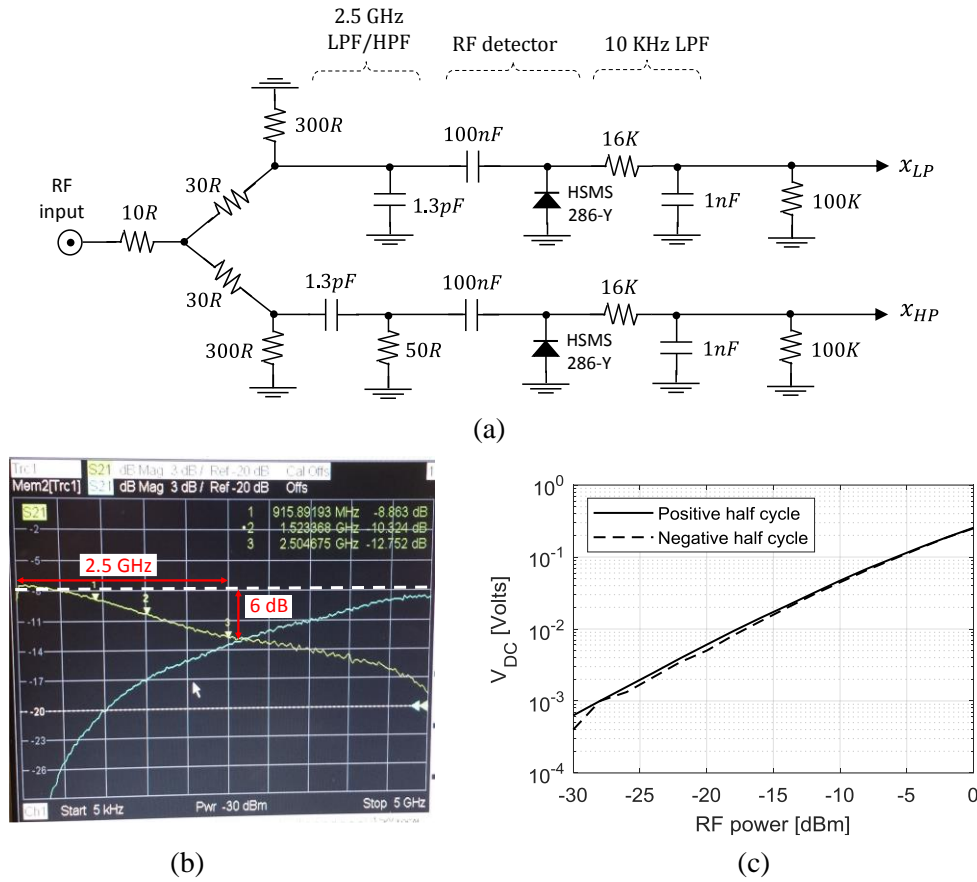 2.5 GHz
LPF/HPF
RF detector
10 KHz LPF
300R
100nF
16K
x_LP
30R
RF
input
10R
1.3pF
HSMS
286-Y
1nF
100K
30R
1.3pF
100nF
16K
x_HP
300R
50R
HSMS
286-Y
1nF
100K
(a)
Trc1 S21 dB Mag 3 dB / Ref -20 dB Cal Offs 1
Mem2[Trc1] S21 dB Mag 3 dB / Ref -20 dB Offs
S21
1 915.89193 MHz -8.863 dB
•2 1.523368 GHz -10.324 dB
3 2.504675 GHz -12.752 dB
-2
-5
2.5 GHz
-8
1
2
6 dB
-11
3
-14
-17
-20
-23
-26
Ch1 Start 5 kHz Pwr -30 dBm Stop 5 GHz
(b)
10^0
Positive half cycle
Negative half cycle
10^-1
10^-2
10^-3
10^-4
V_DC [Volts]
-30 -25 -20 -15 -10 -5 0
RF power [dBm]
(c)